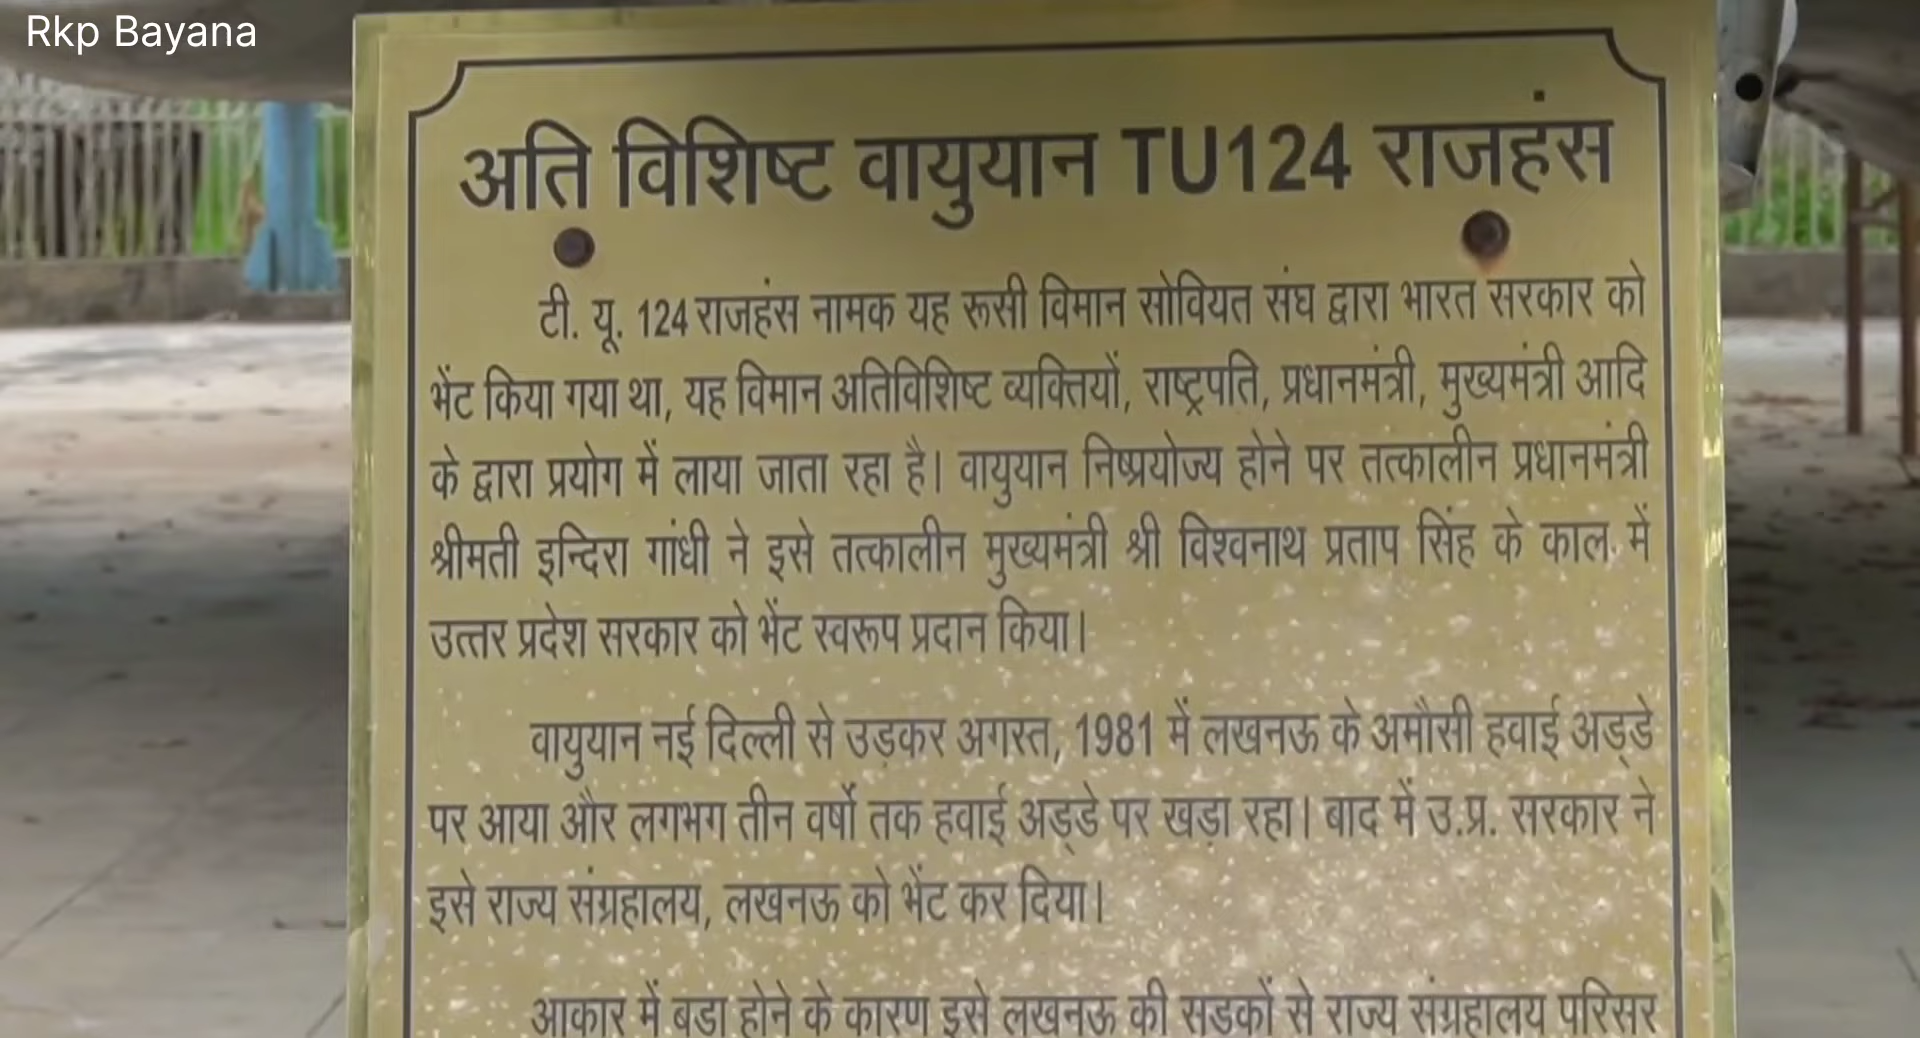 Rkp Bayana
अति विशिष्ट वायुयान TU124 राजहंस
टी. यू. 124 राजहंस नामक यह रूसी विमान सोवियत संघ द्वारा भारत सरकार को
भेंट किया गया था, यह विमान अतिविशिष्ट व्यक्तियों, राष्ट्रपति, प्रधानमंत्री, मुख्यमंत्री आदि
के द्वारा प्रयोग में लाया जाता रहा है। वायुयान निष्प्रयोज्य होने पर तत्कालीन प्रधानमंत्री
श्रीमती इन्दिरा गांधी ने इसे तत्कालीन मुख्यमंत्री श्री विश्वनाथ प्रताप सिंह के काल में
उत्तर प्रदेश सरकार को भेंट स्वरूप प्रदान किया।
वायुयान नई दिल्ली से उड़कर अगस्त, 1981 में लखनऊ के अमौसी हवाई अड्डे
पर आया और लगभग तीन वर्षो तक हवाई अड्डे पर खड़ा रहा। बाद में उ.प्र. सरकार ने
इसे राज्य संग्रहालय, लखनऊ को भेंट कर दिया।
आकार में बड़ा होने के कारण इसे लखनऊ की सड़कों से राज्य संग्रहालय परिसर